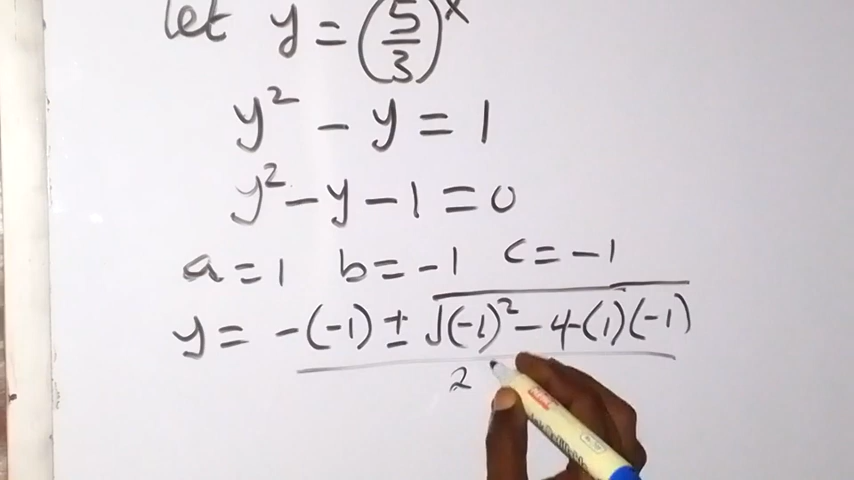 let y = (5/3)^x
y² - y = 1
y² - y - 1 = 0
a = 1 b = -1 c = -1
y = -(-1) ± √(-1)² - 4(1)(-1)
2